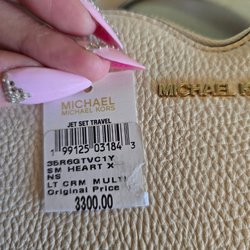 MICHAEL
MICHAEL KORS
JET SET TRAVEL
1 99125 03184 3
35R6GTVC1Y
SM HEART X
NS
LT CRM MULTI
Original Price
3300.00
MICHAEL K